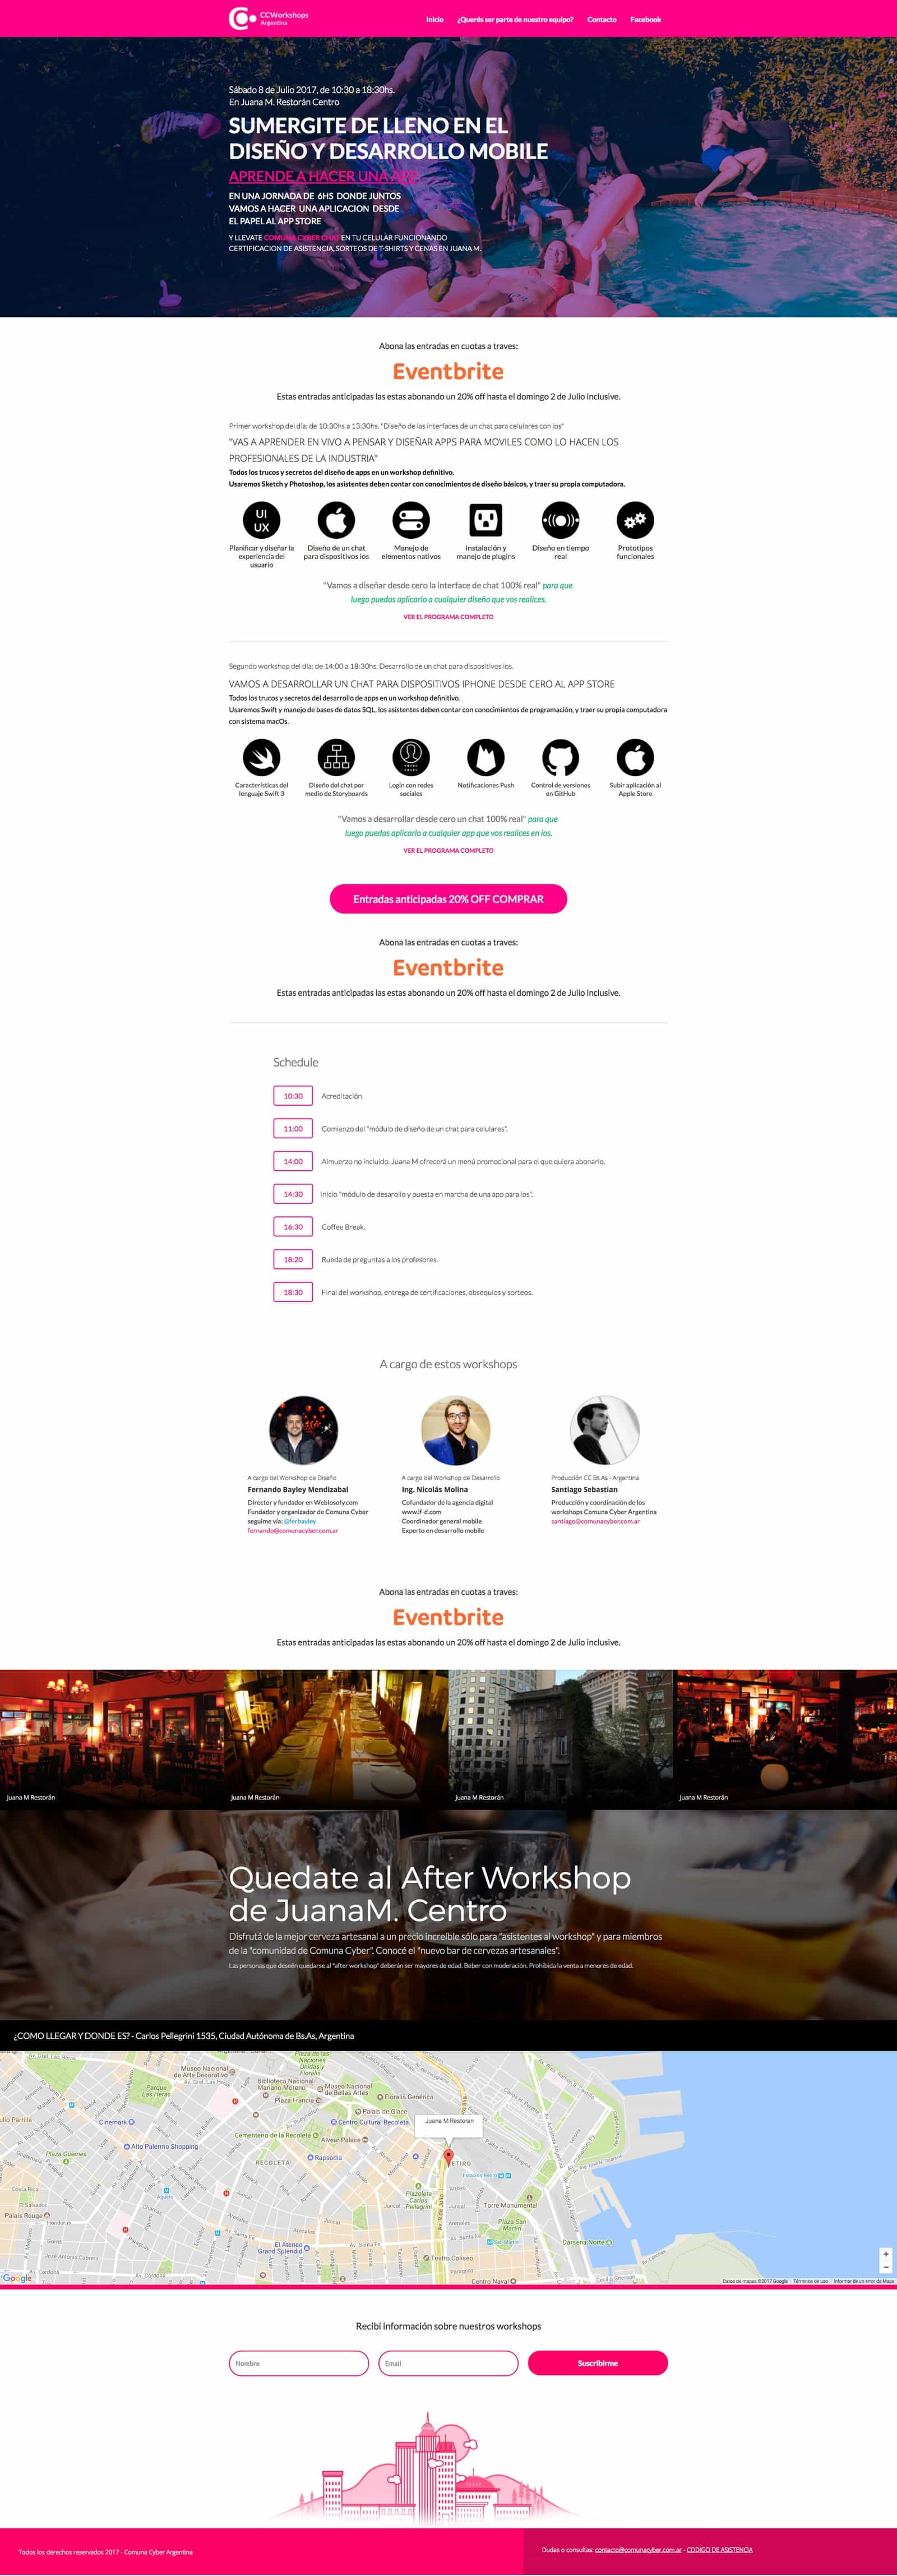 CCWorkshops
Argentina
Inicio
¿Querés ser parte de nuestro equipo?
Contacto
Facebook
Sábado 8 de Julio 2017, de 10:30 a 18:30hs.
En Juana M. Restorán Centro
SUMERGITE DE LLENO EN EL
DISEÑO Y DESARROLLO MOBILE
APRENDE A HACER UNA APP
EN UNA JORNADA DE 6HS DONDE JUNTOS
VAMOS A HACER UNA APLICACION DESDE
EL PAPEL AL APP STORE
Y LLEVATE COMUNA CYBER CHAT EN TU CELULAR FUNCIONANDO
CERTIFICACION DE ASISTENCIA, SORTEOS DE T-SHIRTS Y CENAS EN JUANA M.
Abona las entradas en cuotas a traves:
Eventbrite
Estas entradas anticipadas las estas abonando un 20% off hasta el domingo 2 de Julio inclusive.
Primer workshop del día: de 10:30hs a 13:30hs. "Diseño de las interfaces de un chat para celulares con ios"
"VAS A APRENDER EN VIVO A PENSAR Y DISEÑAR APPS PARA MOVILES COMO LO HACEN LOS
PROFESIONALES DE LA INDUSTRIA"
Todos los trucos y secretos del diseño de apps en un workshop definitivo.
Usaremos Sketch y Photoshop, los asistentes deben contar con conocimientos de diseño básicos, y traer su propia computadora.
UI
UX
Planificar y diseñar la
experiencia del
usuario
Diseño de un chat
para dispositivos ios
Manejo de
elementos nativos
Instalación y
manejo de plugins
Diseño en tiempo
real
Prototipos
funcionales
"Vamos a diseñar desde cero la interface de chat 100% real" para que
luego puedas aplicarlo a cualquier diseño que vos realices.
VER EL PROGRAMA COMPLETO
Segundo workshop del día: de 14:00 a 18:30hs. Desarrollo de un chat para dispositivos ios.
VAMOS A DESARROLLAR UN CHAT PARA DISPOSITIVOS IPHONE DESDE CERO AL APP STORE
Todos los trucos y secretos del desarrollo de apps en un workshop definitivo.
Usaremos Swift y manejo de bases de datos SQL, los asistentes deben contar con conocimientos de programación, y traer su propia computadora
con sistema macOs.
Características del
lenguaje Swift 3
Diseño del chat por
medio de Storyboards
Login con redes
sociales
Notificaciones Push
Control de versiones
en GitHub
Subir aplicación al
Apple Store
"Vamos a desarrollar desde cero un chat 100% real" para que
luego puedas aplicarlo a cualquier app que vos realices en ios.
VER EL PROGRAMA COMPLETO
Entradas anticipadas 20% OFF COMPRAR
Abona las entradas en cuotas a traves:
Eventbrite
Estas entradas anticipadas las estas abonando un 20% off hasta el domingo 2 de Julio inclusive.
Schedule
10:30 Acreditación.
11:00 Comienzo del "módulo de diseño de un chat para celulares".
14:00 Almuerzo no incluido. Juana M ofrecerá un menú promocional para el que quiera abonarlo.
14:30 Inicio "módulo de desarollo y puesta en marcha de una app para ios".
16:30 Coffee Break.
18:20 Rueda de preguntas a los profesores.
18:30 Final del workshop, entrega de certificaciones, obsequios y sorteos.
A cargo de estos workshops
A cargo del Workshop de Diseño
Fernando Bayley Mendizabal
Director y fundador en Weblosofy.com
Fundador y organizador de Comuna Cyber
seguime vía: @ferbayley
fernando@comunacyber.com.ar
A cargo del Workshop de Desarrollo
Ing. Nicolás Molina
Cofundador de la agencia digital
www.if-d.com
Coordinador general mobile
Experto en desarrollo mobile
Producción CC Bs.As - Argentina
Santiago Sebastian
Producción y coordinación de los
workshops Comuna Cyber Argentina
santiago@comunacyber.com.ar
Abona las entradas en cuotas a traves:
Eventbrite
Estas entradas anticipadas las estas abonando un 20% off hasta el domingo 2 de Julio inclusive.
Juana M Restorán
Juana M Restorán
Juana M Restorán
Juana M Restorán
Quedate al After Workshop
de JuanaM. Centro
Disfrutá de la mejor cerveza artesanal a un precio increíble sólo para "asistentes al workshop" y para miembros
de la "comunidad de Comuna Cyber". Conocé el "nuevo bar de cervezas artesanales".
Las personas que deseén quedarse al "after workshop" deberán ser mayores de edad. Beber con moderación. Prohibida la venta a menores de edad.
¿COMO LLEGAR Y DONDE ES? - Carlos Pellegrini 1535, Ciudad Autónoma de Bs.As, Argentina
Plaza de las
Naciones
Unidas y
Floralis
Museo Nacional
de Arte Decorativo
Biblioteca Nacional
Mariano Moreno
Museo Nacional
de Bellas Artes
Parque
Las Heras
Plaza Francia
Floralis Genérica
Palais de Glace
Cinemark
Centro Cultural Recoleta
Juana M Restoran
Cementerio de la Recoleta
Alvear Palace
Alto Palermo Shopping
Plaza Güemes
Rapsodia
RECOLETA
ETIRO
Plazoleta
Carlos
Pellegrini
Torre Monumental
Costa Rica
El Salvador
Palais Rouge
Honduras
Arenales
Plaza San
Martín
Av. Santa Fe
El Ateneo
Grand Splendid
Darsena Norte
José Antonio Cabrera
Teatro Coliseo
Av. Córdoba
Paraguay
Centro Naval
Google
Datos de mapas ©2017 Google
Términos de uso
Informar de un error de Maps
Recibí información sobre nuestros workshops
Nombre
Email
Suscribirme
Todos los derechos reservados 2017 - Comuna Cyber Argentina
Dudas o consultas: contacto@comunacyber.com.ar - CODIGO DE ASISTENCIA